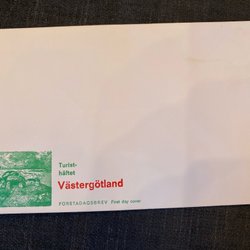 Turist-
häftet
Västergötland
FÖRSTADAGSBREV First day cover